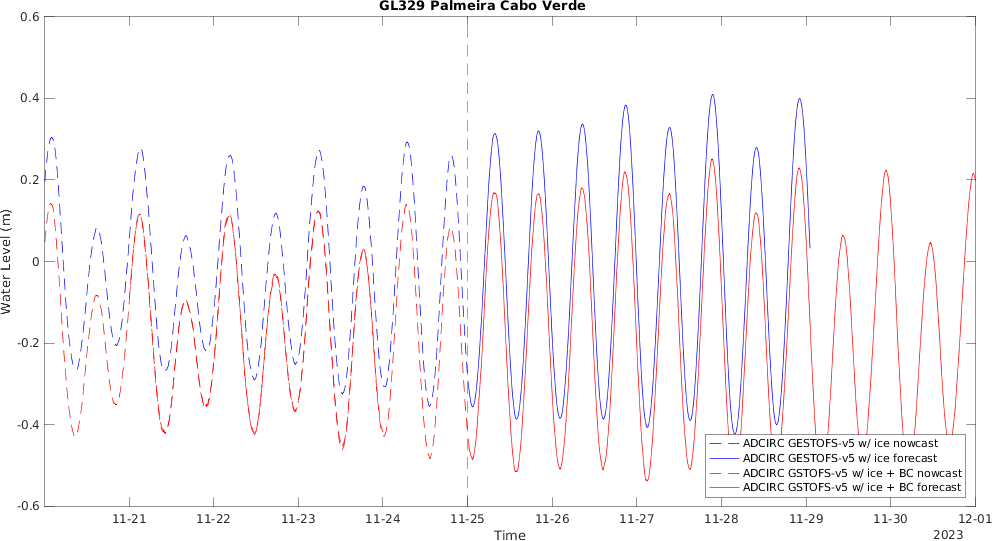 GL329 Palmeira Cabo Verde
0.6
0.4
0.2
0
-0.2
-0.4
-0.6
Water Level (m)
ADCIRC GESTOFS-v5 w/ ice nowcast
ADCIRC GESTOFS-v5 w/ ice forecast
ADCIRC GSTOFS-v5 w/ ice + BC nowcast
ADCIRC GSTOFS-v5 w/ ice + BC forecast
11-21 11-22 11-23 11-24 11-25 11-26 11-27 11-28 11-29 11-30 12-01
Time
2023